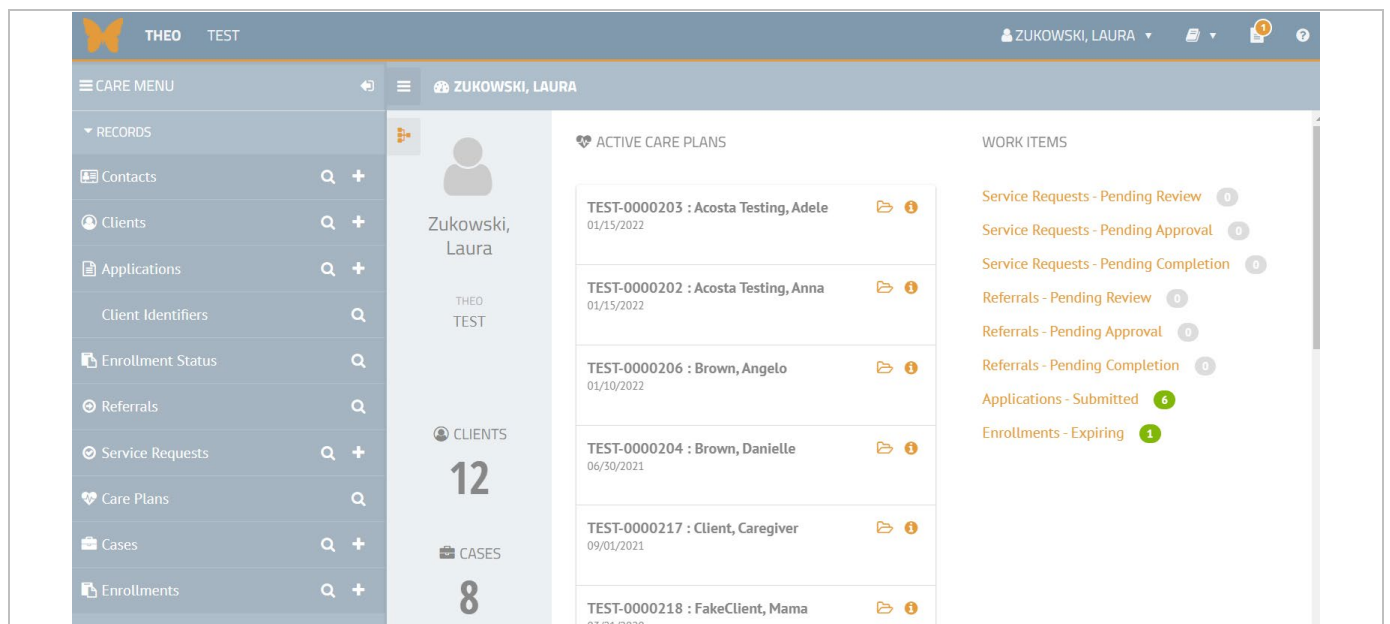 THEO TEST
ZUKOWSKI, LAURA
1
CARE MENU
ZUKOWSKI, LAURA
RECORDS
Contacts
Clients
Applications
Client Identifiers
Enrollment Status
Referrals
Service Requests
Care Plans
Cases
Enrollments
Zukowski,
Laura
THEO
TEST
CLIENTS
12
CASES
8
ACTIVE CARE PLANS
TEST-0000203 : Acosta Testing, Adele
01/15/2022
TEST-0000202 : Acosta Testing, Anna
01/15/2022
TEST-0000206 : Brown, Angelo
01/10/2022
TEST-0000204 : Brown, Danielle
06/30/2021
TEST-0000217 : Client, Caregiver
09/01/2021
TEST-0000218 : FakeClient, Mama
WORK ITEMS
Service Requests - Pending Review 0
Service Requests - Pending Approval 0
Service Requests - Pending Completion 0
Referrals - Pending Review 0
Referrals - Pending Approval 0
Referrals - Pending Completion 0
Applications - Submitted 6
Enrollments - Expiring 1